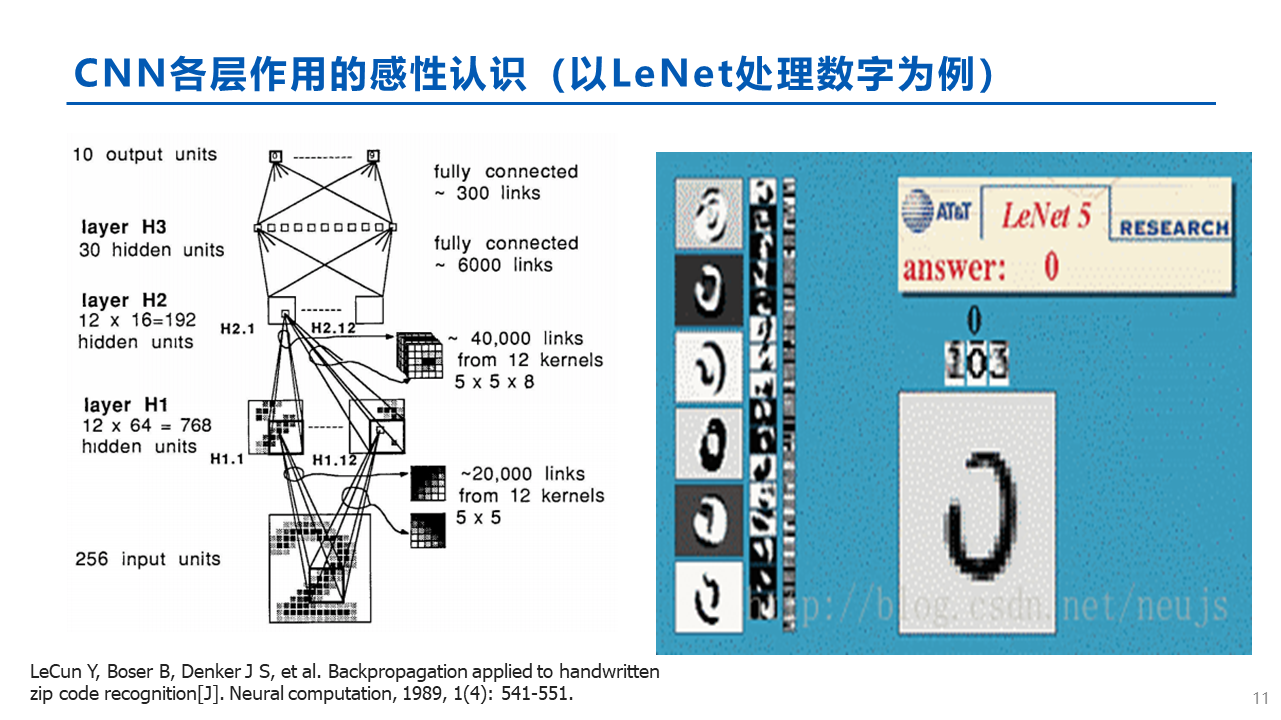 CNN各层作用的感性认识（以LeNet处理数字为例）
10 output units
0
9
fully connected
~ 300 links
layer H3
30 hidden units
fully connected
~ 6000 links
layer H2
12 x 16=192
hidden units
H2.1
H2.12
~ 40,000 links
from 12 kernels
5 x 5 x 8
layer H1
12 x 64 = 768
hidden units
H1.1
H1.12
~20,000 links
from 12 kernels
5 x 5
256 input units
AT&T
LeNet 5
RESEARCH
answer: 0
0
103
http://blog.csdn.net/neujs
LeCun Y, Boser B, Denker J S, et al. Backpropagation applied to handwritten
zip code recognition[J]. Neural computation, 1989, 1(4): 541-551.
11